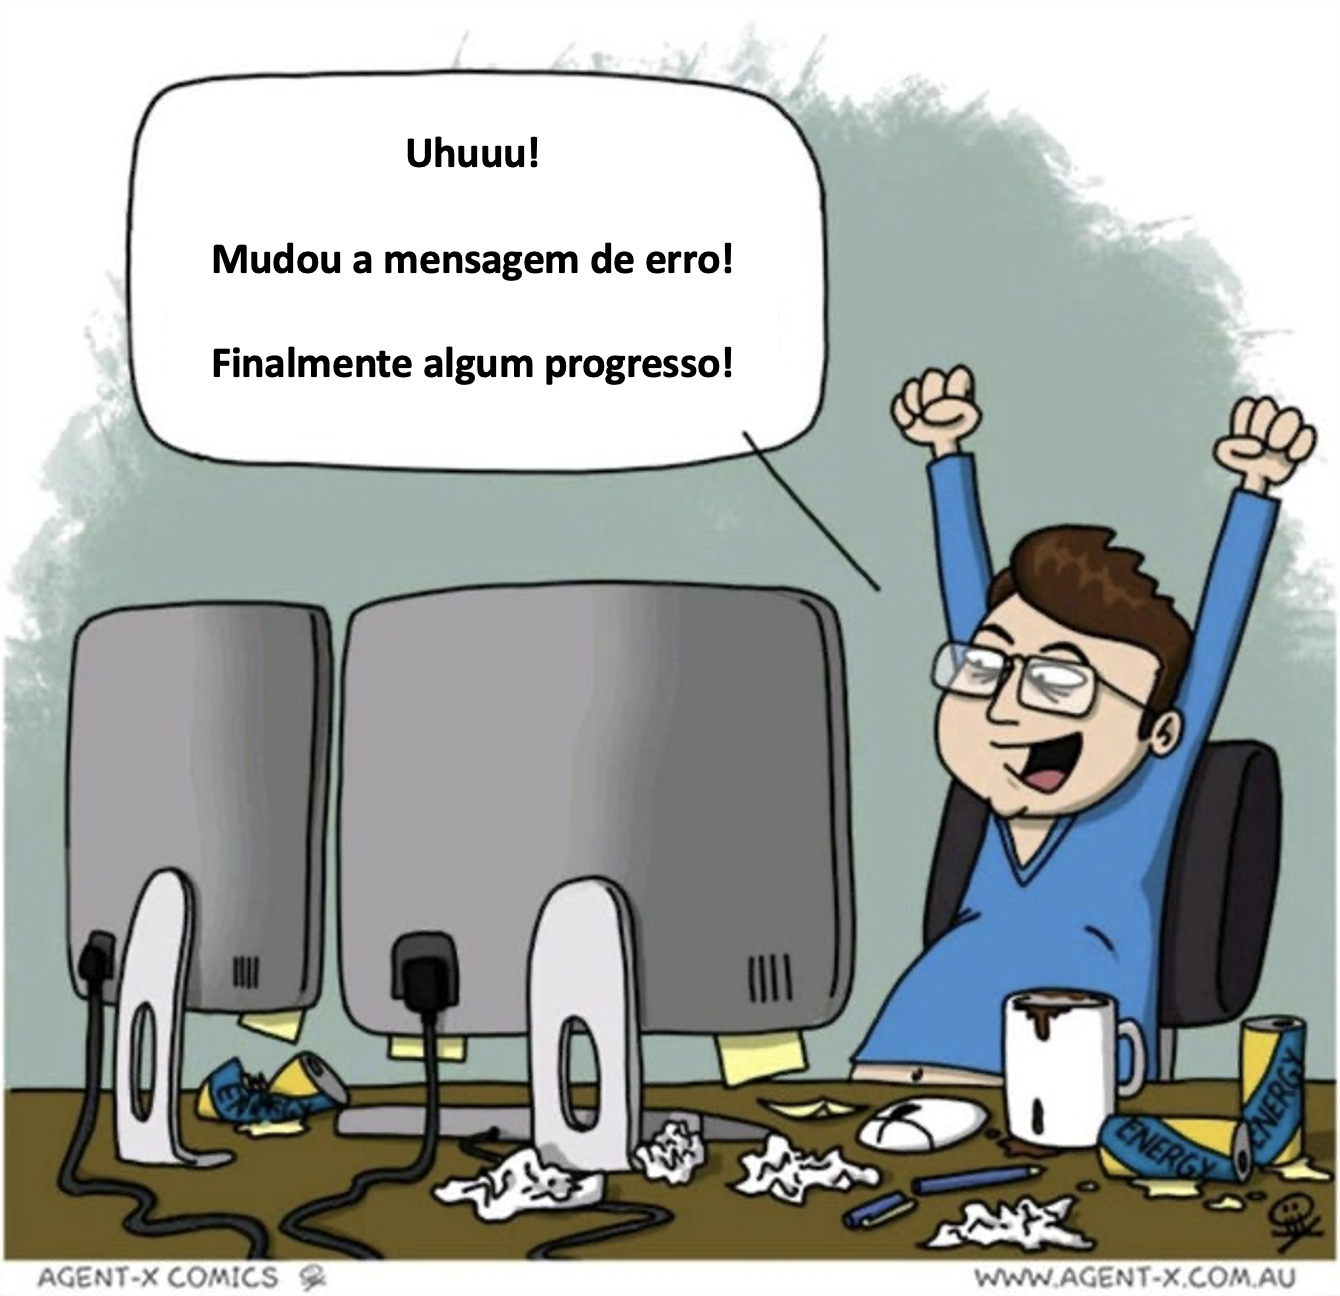 Uhuuu!
Mudou a mensagem de erro!
Finalmente algum progresso!
ENERGY
ENERGY
ENERGY
AGENT-X COMICS
WWW.AGENT-X.COM.AU